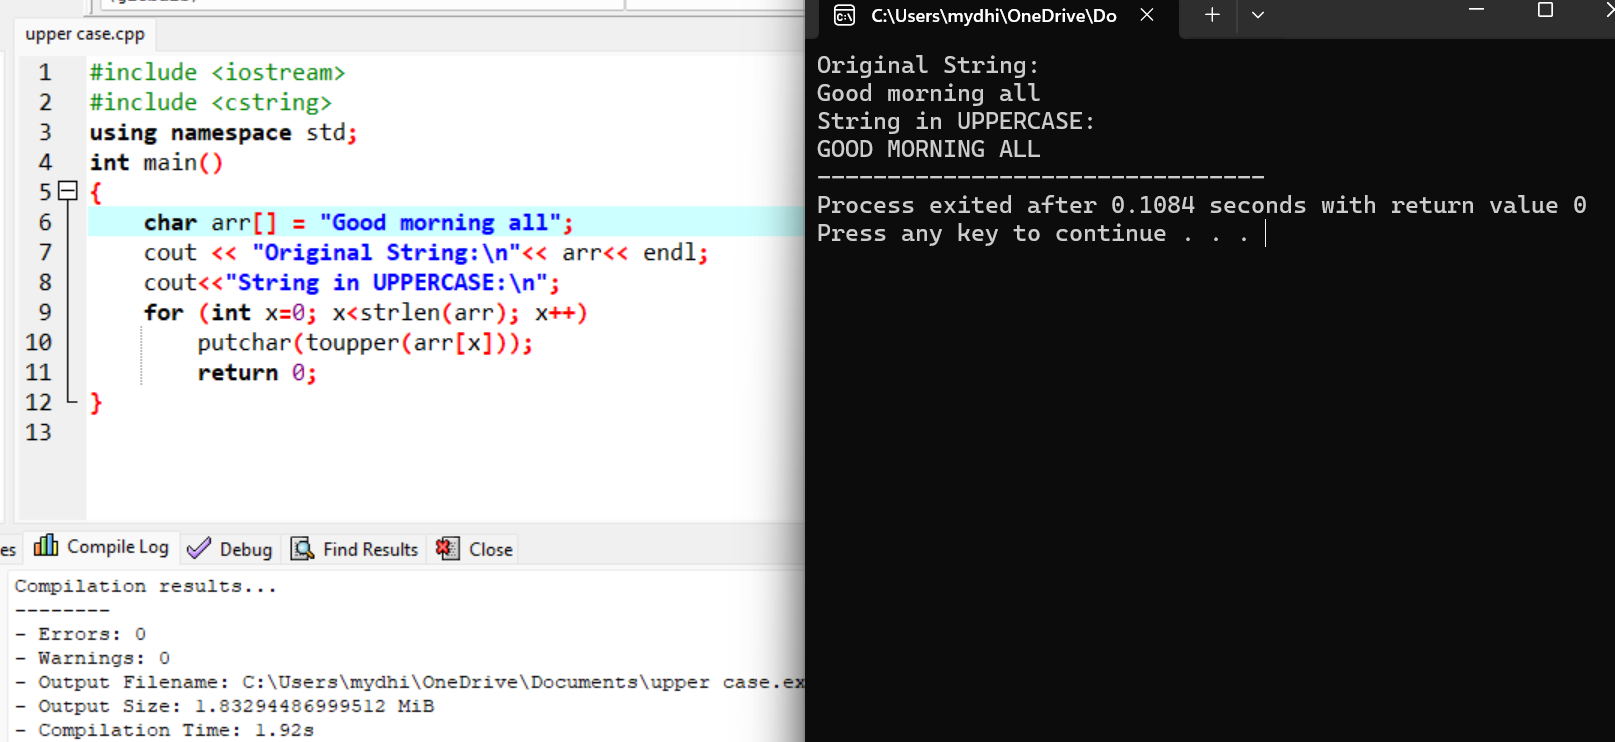 upper case.cpp
1 #include <iostream>
2 #include <cstring>
3 using namespace std;
4 int main()
5 {
6 char arr[] = "Good morning all";
7 cout << "Original String:\n"<< arr<< endl;
8 cout<<"String in UPPERCASE:\n";
9 for (int x=0; x<strlen(arr); x++)
10 putchar(toupper(arr[x]));
11 return 0;
12 }
13
es Compile Log Debug Find Results Close
Compilation results...
--------
- Errors: 0
- Warnings: 0
- Output Filename: C:\Users\mydhi\OneDrive\Documents\upper case.ex
- Output Size: 1.83294486999512 MiB
- Compilation Time: 1.92s
C:\Users\mydhi\OneDrive\Do
Original String:
Good morning all
String in UPPERCASE:
GOOD MORNING ALL
--------------------------------
Process exited after 0.1084 seconds with return value 0
Press any key to continue . . .